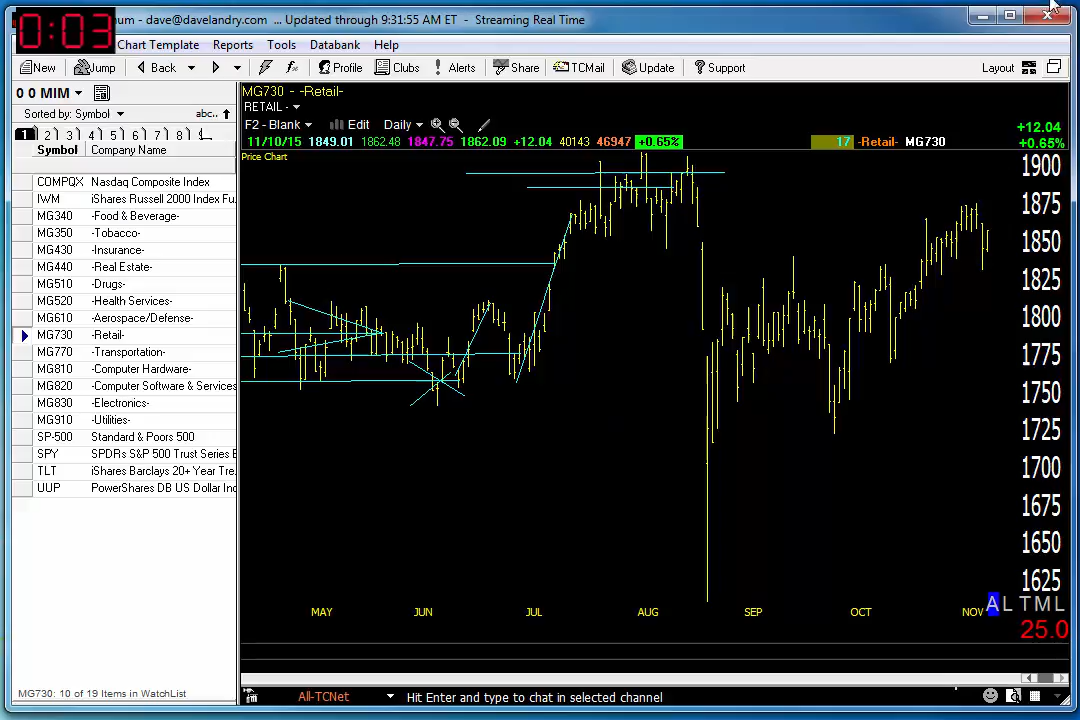 0:03
num - dave@davelandry.com ... Updated through 9:31:55 AM ET - Streaming Real Time
Chart Template Reports Tools Database Help
New Jump Back Profile Clubs Alerts Share TCMail Update Support Layout
0 0 MIM
Sorted by: Symbol abc..
1 2 3 4 5 6 7 8
Symbol Company Name
COMPQX Nasdaq Composite Index
IWM iShares Russell 2000 Index Fu
MG340 -Food & Beverage-
MG350 -Tobacco-
MG430 -Insurance-
MG440 -Real Estate-
MG510 -Drugs-
MG520 -Health Services-
MG610 -Aerospace/Defense-
MG730 -Retail-
MG770 -Transportation-
MG810 -Computer Hardware-
MG820 -Computer Software & Services
MG830 -Electronics-
MG910 -Utilities-
SP-500 Standard & Poors 500
SPY SPDRs S&P 500 Trust Series E
TLT iShares Barclays 20+ Year Tre
UUP PowerShares DB US Dollar Inc
MG730: 10 of 19 Items in WatchList
MG730 - -Retail-
RETAIL -
F2 - Blank Edit Daily
11/10/15 1849.01 1862.48 1847.75 1862.09 +12.04 40143 46947 +0.65% 17 -Retail- MG730
+12.04
+0.65%
Price Chart
1900
1875
1850
1825
1800
1775
1750
1725
1700
1675
1650
1625
MAY JUN JUL AUG SEP OCT NOV
A L T M L
25.0
All-TCNet Hit Enter and type to chat in selected channel